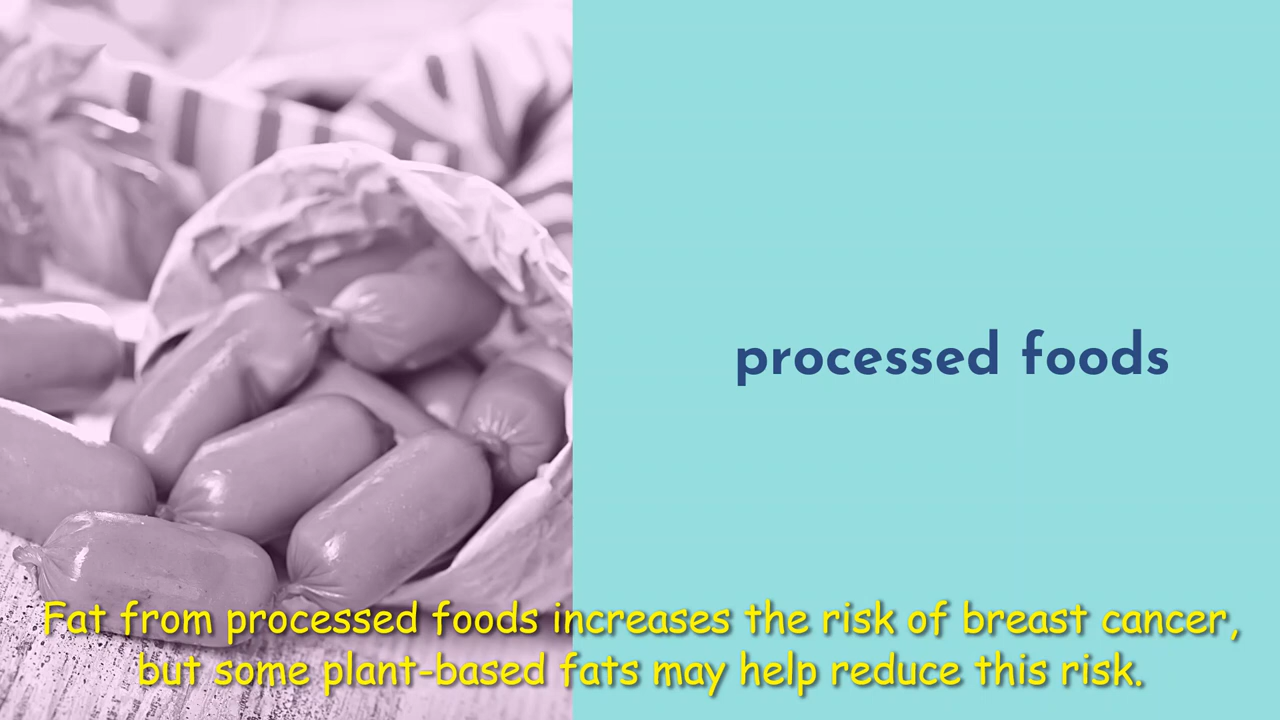 processed foods
Fat from processed foods increases the risk of breast cancer,
but some plant-based fats may help reduce this risk.